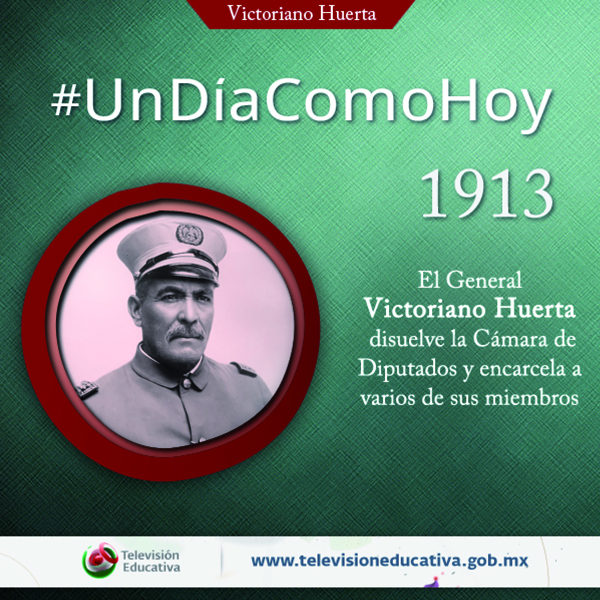 Victoriano Huerta
#UnDíaComoHoy
1913
El General
Victoriano Huerta
disuelve la Cámara de
Diputados y encarcela a
varios de sus miembros
Televisión
Educativa
www.televisioneducativa.gob.mx